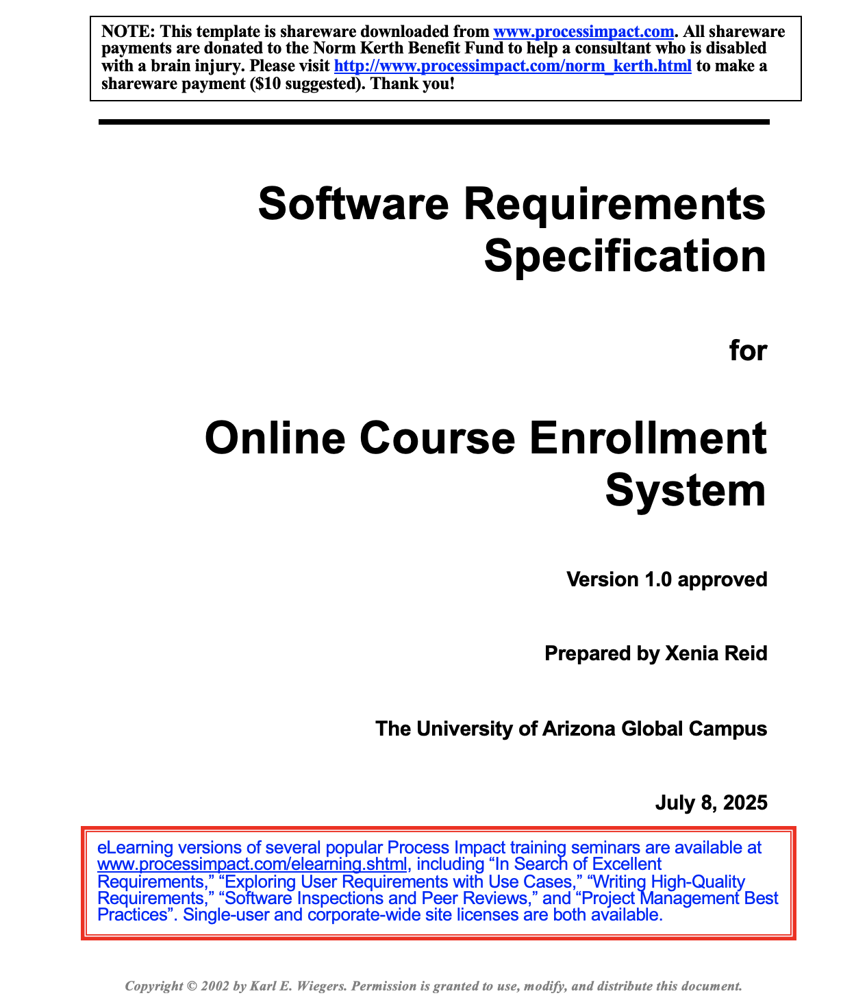 NOTE: This template is shareware downloaded from www.processimpact.com. All shareware
payments are donated to the Norm Kerth Benefit Fund to help a consultant who is disabled
with a brain injury. Please visit http://www.processimpact.com/norm_kerth.html to make a
shareware payment ($10 suggested). Thank you!
Software Requirements
Specification
for
Online Course Enrollment
System
Version 1.0 approved
Prepared by Xenia Reid
The University of Arizona Global Campus
July 8, 2025
eLearning versions of several popular Process Impact training seminars are available at
www.processimpact.com/elearning.shtml, including “In Search of Excellent
Requirements,” “Exploring User Requirements with Use Cases,” “Writing High-Quality
Requirements,” “Software Inspections and Peer Reviews,” and “Project Management Best
Practices”. Single-user and corporate-wide site licenses are both available.
Copyright © 2002 by Karl E. Wiegers. Permission is granted to use, modify, and distribute this document.